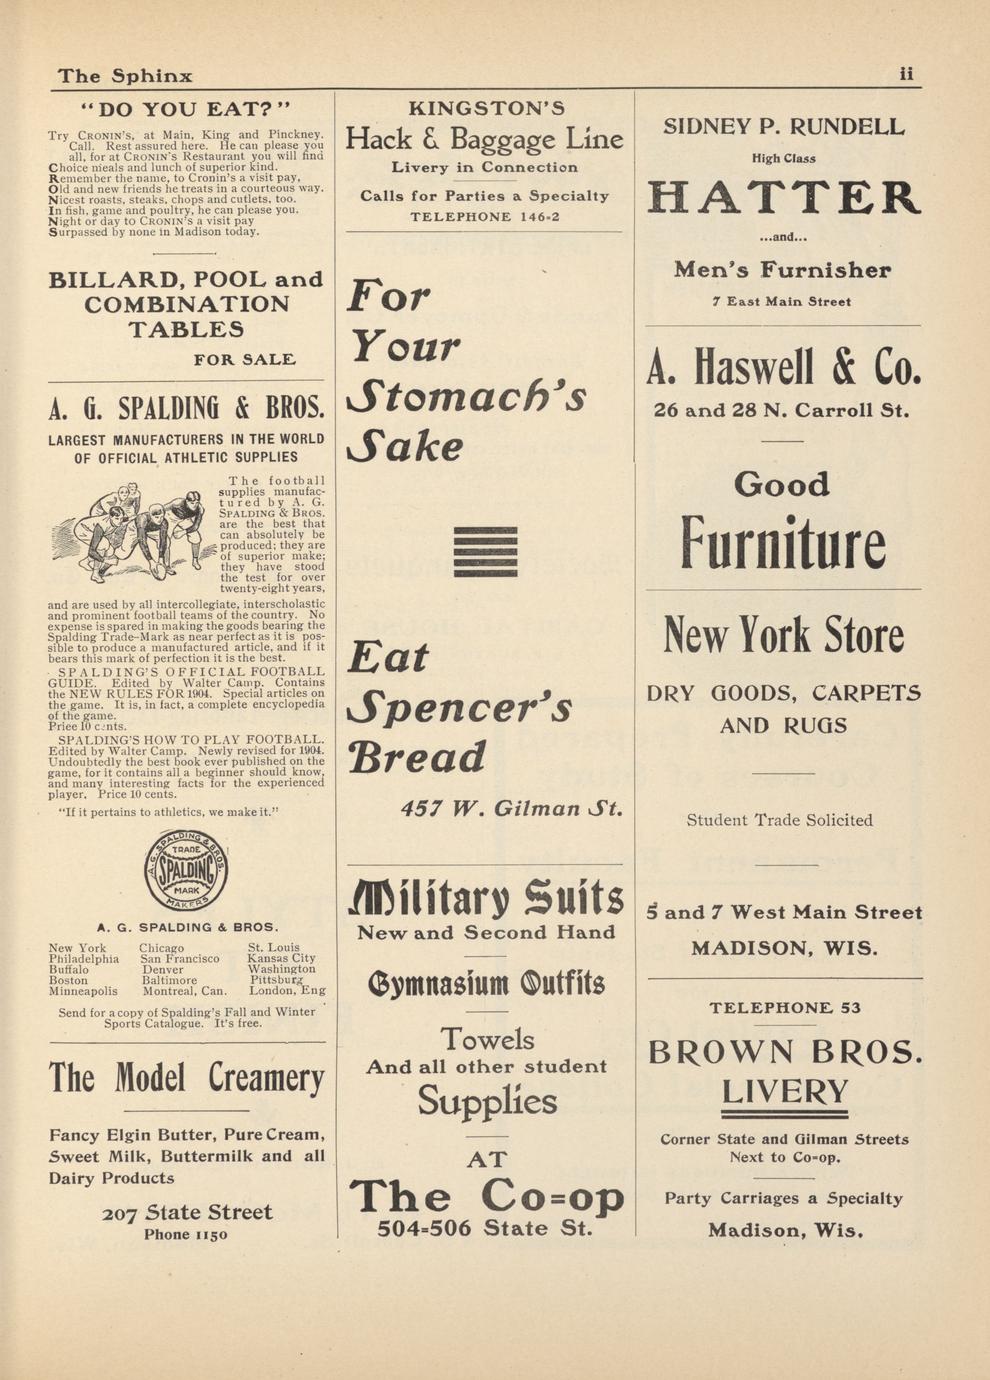 The Sphinx
ii
"DO YOU EAT?"
Try CRONIN'S, at Main, King and Pinckney.
Call. Rest assured here. He can please you
all, for at CRONIN'S Restaurant you will find
Choice meals and lunch of superior kind.
Remember the name, to Cronin's a visit pay,
Old and new friends he treats in a courteous way.
Nicest roasts, steaks, chops and cutlets, too.
In fish, game and poultry, he can please you.
Night or day to CRONIN'S a visit pay
Surpassed by none in Madison today.
BILLARD, POOL and
COMBINATION
TABLES
FOR SALE
A. G. SPALDING & BROS.
LARGEST MANUFACTURERS IN THE WORLD
OF OFFICIAL ATHLETIC SUPPLIES
The football
supplies manufac-
tured by A. G.
SPALDING & BROS.
are the best that
can absolutely be
produced; they are
of superior make;
they have stood
the test for over
twenty-eight years,
and are used by all intercollegiate, interscholastic
and prominent football teams of the country. No
expense is spared in making the goods bearing the
Spalding Trade-Mark as near perfect as it is pos-
sible to produce a manufactured article, and if it
bears this mark of perfection it is the best.
SPALDING'S OFFICIAL FOOTBALL
GUIDE. Edited by Walter Camp. Contains
the NEW RULES FOR 1904. Special articles on
the game. It is, in fact, a complete encyclopedia
of the game.
Priee 10 cents.
SPALDING'S HOW TO PLAY FOOTBALL.
Edited by Walter Camp. Newly revised for 1904.
Undoubtedly the best book ever published on the
game, for it contains all a beginner should know,
and many interesting facts for the experienced
player. Price 10 cents.
"If it pertains to athletics, we make it."
A. G. SPALDING & BROS.
TRADE
SPALDING
MARK
MAKERS
A. G. SPALDING & BROS.
New York Chicago St. Louis
Philadelphia San Francisco Kansas City
Buffalo Denver Washington
Boston Baltimore Pittsburg
Minneapolis Montreal, Can. London, Eng
Send for a copy of Spalding's Fall and Winter
Sports Catalogue. It's free.
The Model Creamery
Fancy Elgin Butter, Pure Cream,
Sweet Milk, Buttermilk and all
Dairy Products
207 State Street
Phone 1150
KINGSTON'S
Hack & Baggage Line
Livery in Connection
Calls for Parties a Specialty
TELEPHONE 146-2
For
Your
Stomach's
Sake
Eat
Spencer's
Bread
457 W. Gilman St.
Military Suits
New and Second Hand
Gymnasium Outfits
Towels
And all other student
Supplies
AT
The Co-op
504-506 State St.
SIDNEY P. RUNDELL
High Class
HATTER
...and...
Men's Furnisher
7 East Main Street
A. Haswell & Co.
26 and 28 N. Carroll St.
Good
Furniture
New York Store
DRY GOODS, CARPETS
AND RUGS
Student Trade Solicited
5 and 7 West Main Street
MADISON, WIS.
TELEPHONE 53
BROWN BROS.
LIVERY
Corner State and Gilman Streets
Next to Co-op.
Party Carriages a Specialty
Madison, Wis.